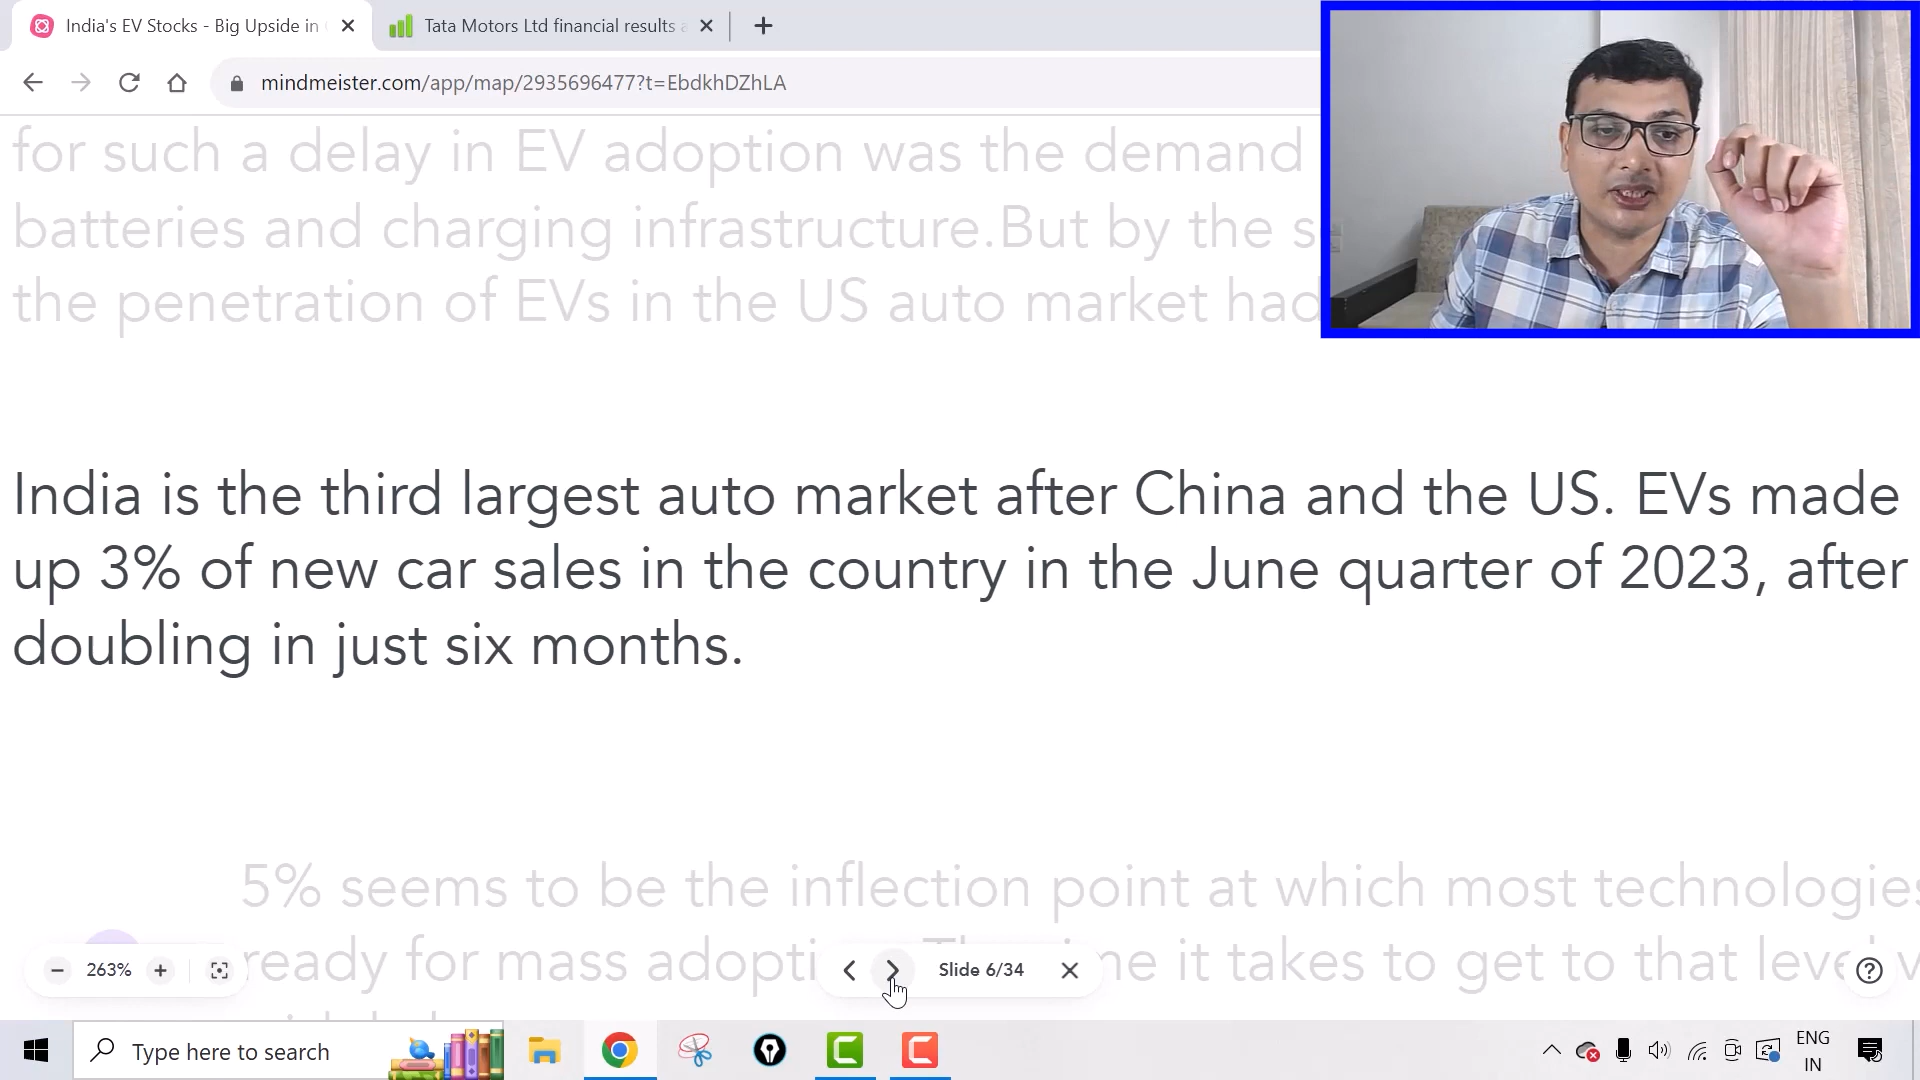 India's EV Stocks - Big Upside in
Tata Motors Ltd financial results
mindmeister.com/app/map/2935696477?t=EbdkhDZhLA
for such a delay in EV adoption was the demand
batteries and charging infrastructure.But by the s
the penetration of EVs in the US auto market had
India is the third largest auto market after China and the US. EVs made
up 3% of new car sales in the country in the June quarter of 2023, after
doubling in just six months.
5% seems to be the inflection point at which most technologies
ready for mass adopti
me it takes to get to that level
263%
Slide 6/34
Type here to search
ENG
IN